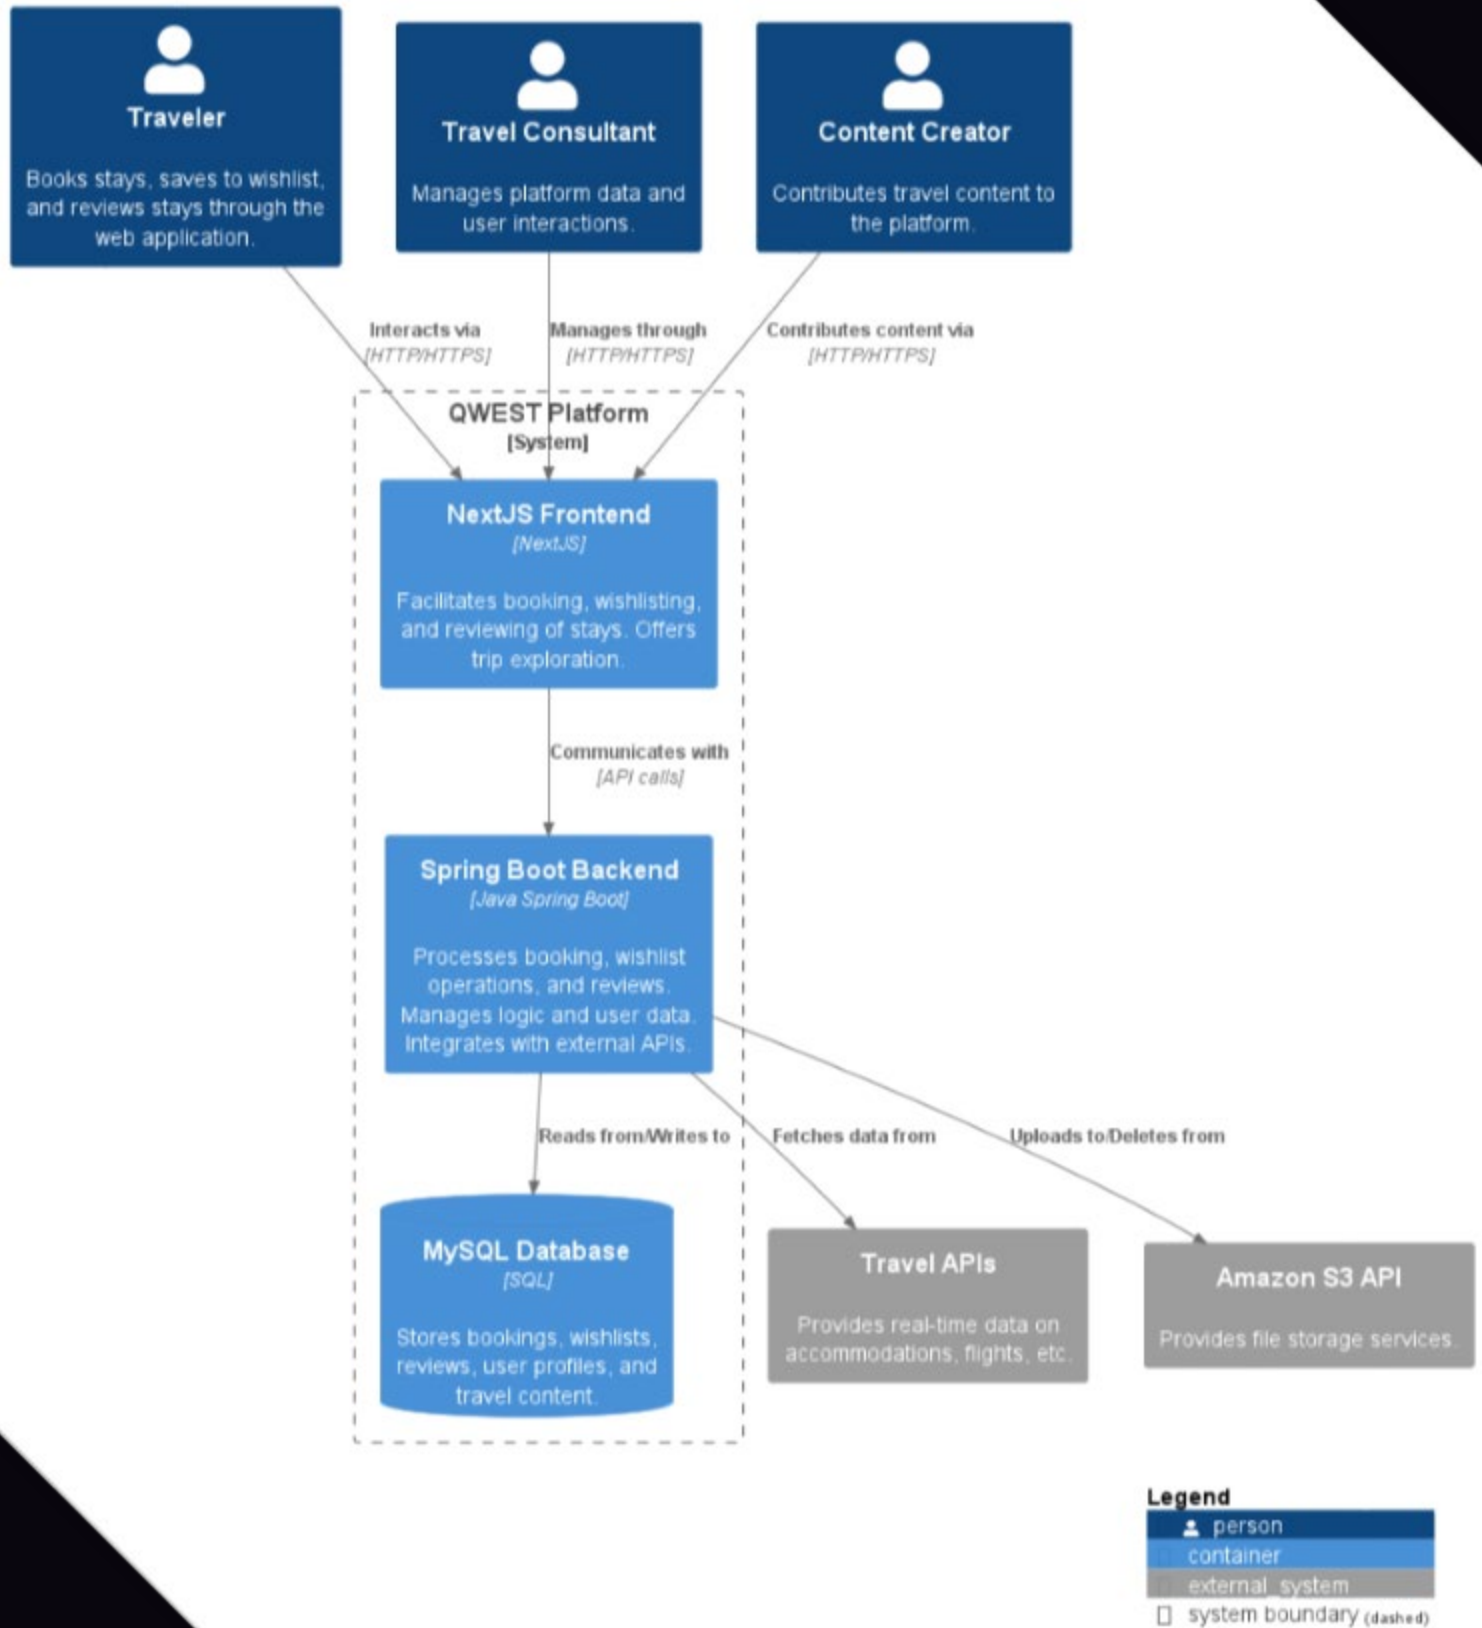 Traveler
Books stays, saves to wishlist,
and reviews stays through the
web application.
Travel Consultant
Manages platform data and
user interactions.
Content Creator
Contributes travel content to
the platform.
Interacts via
[HTTP/HTTPS]
Manages through
[HTTP/HTTPS]
Contributes content via
[HTTP/HTTPS]
QWEST Platform
[System]
NextJS Frontend
[NextJS]
Facilitates booking, wishlisting,
and reviewing of stays. Offers
trip exploration.
Communicates with
[API calls]
Spring Boot Backend
[Java Spring Boot]
Processes booking, wishlist
operations, and reviews.
Manages logic and user data.
Integrates with external APIs.
Reads from/Writes to
Fetches data from
Uploads to/Deletes from
MySQL Database
[SQL]
Stores bookings, wishlists,
reviews, user profiles, and
travel content.
Travel APIs
Provides real-time data on
accommodations, flights, etc.
Amazon S3 API
Provides file storage services.
Legend
person
container
external_system
system boundary (dashed)